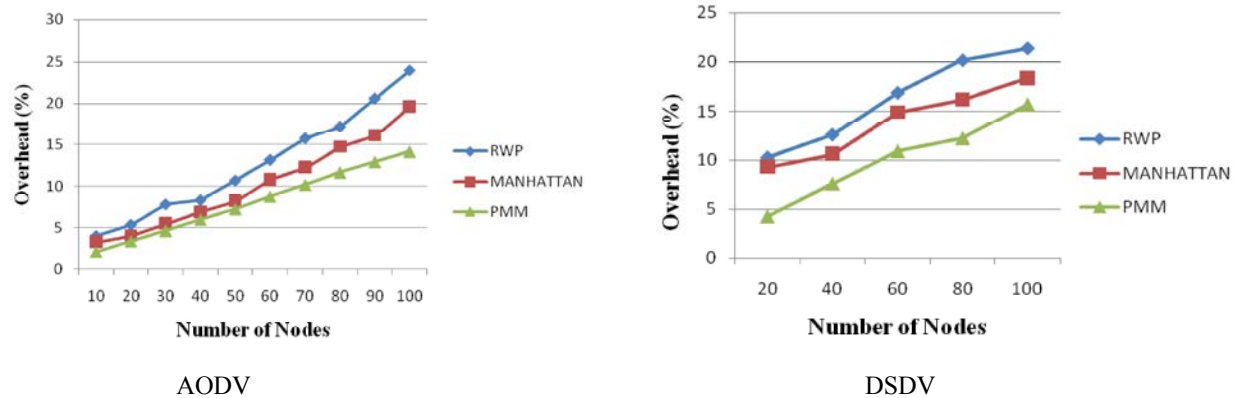 30
25
20
15
10
5
0
Overhead (%)
10 20 30 40 50 60 70 80 90 100
Number of Nodes
RWP
MANHATTAN
PMM
AODV
25
20
15
10
5
0
Overhead (%)
20 40 60 80 100
Number of Nodes
RWP
MANHATTAN
PMM
DSDV